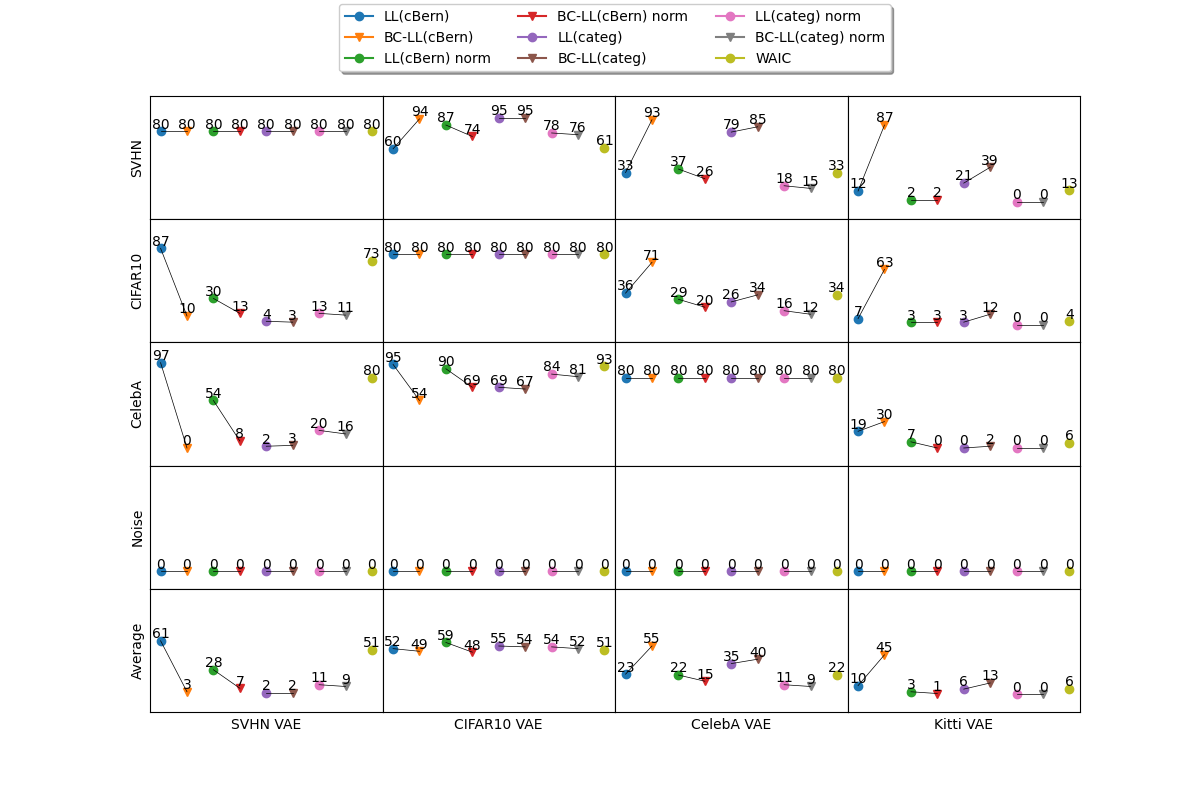 LL(cBern) BC-LL(cBern) norm LL(categ) norm
BC-LL(cBern) LL(categ) BC-LL(categ) norm
LL(cBern) norm BC-LL(categ) WAIC
SVHN
80 80 80 80 80 80 80 80 80
60 94 87 74 95 95 78 76 61
33 93 37 26 79 85 18 15 33
12 87 2 2 21 39 0 0 13
CIFAR10
87 10 30 13 4 3 13 11 73
80 80 80 80 80 80 80 80 80
36 71 29 20 26 34 16 12 34
7 63 3 3 3 12 0 0 4
CelebA
97 0 54 8 2 3 20 16 80
95 54 90 69 69 67 84 81 93
80 80 80 80 80 80 80 80 80
19 30 7 0 0 2 0 0 6
Noise
0 0 0 0 0 0 0 0 0
0 0 0 0 0 0 0 0 0
0 0 0 0 0 0 0 0 0
0 0 0 0 0 0 0 0 0
Average
61 3 28 7 2 2 11 9 51
52 49 59 48 55 54 54 52 51
23 55 22 15 35 40 11 9 22
10 45 3 1 6 13 0 0 6
SVHN VAE CIFAR10 VAE CelebA VAE Kitti VAE